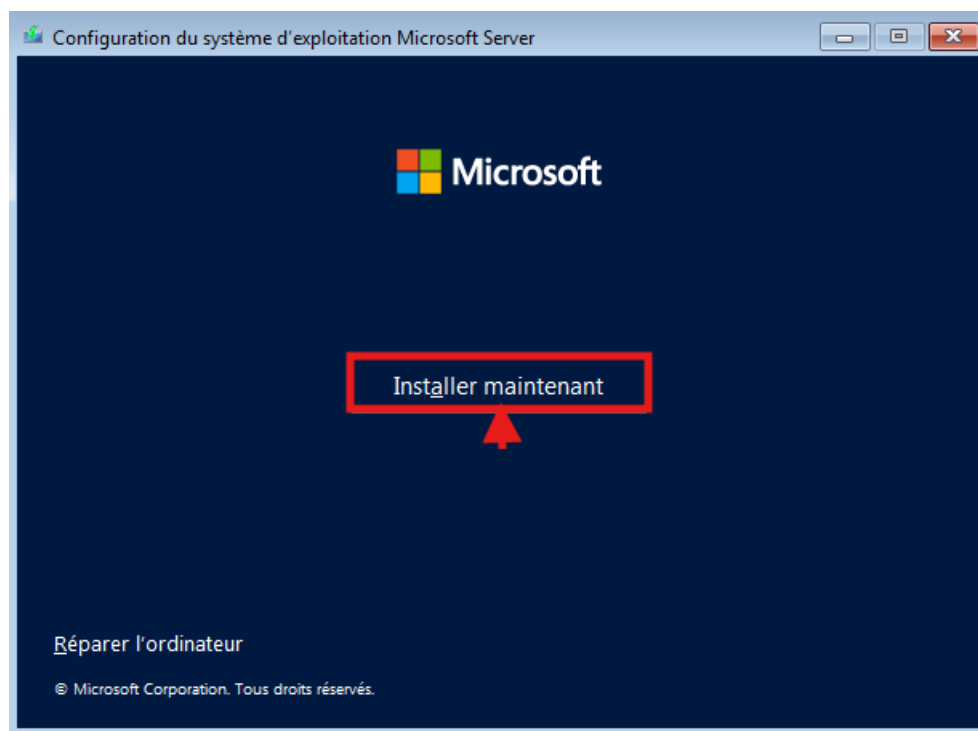 Configuration du système d'exploitation Microsoft Server
Microsoft
Installer maintenant
Réparer l'ordinateur
© Microsoft Corporation. Tous droits réservés.